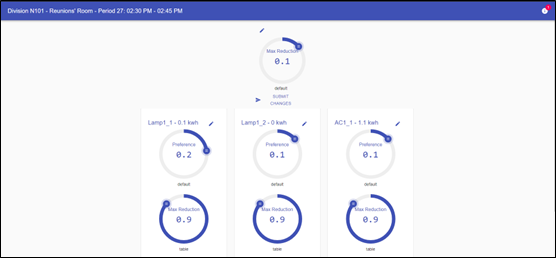 Division N101 - Reunions' Room - Period 27: 02:30 PM - 02:45 PM
Max Reduction
0.1
default
SUBMIT
CHANGES
Lamp1_1 - 0.1 kwh
Preference
0.2
default
Max Reduction
0.9
table
Lamp1_2 - 0 kwh
Preference
0.1
default
Max Reduction
0.9
table
AC1_1 - 1.1 kwh
Preference
0.1
default
Max Reduction
0.9
table